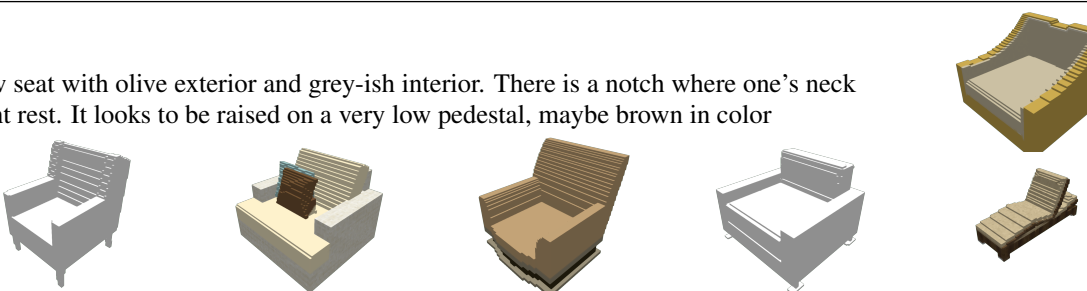 seat with olive exterior and grey-ish interior. There is a notch where one's neck
rest. It looks to be raised on a very low pedestal, maybe brown in color